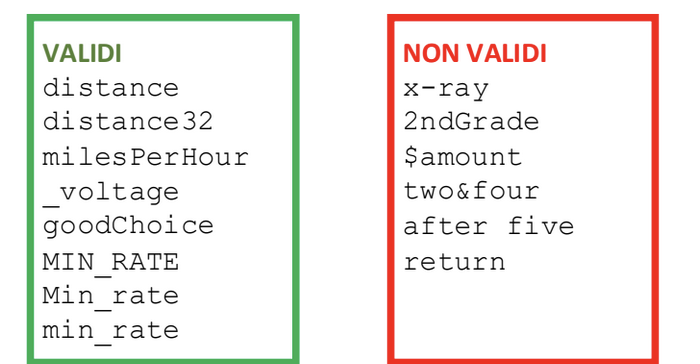 VALIDI
distance
distance32
milesPerHour
_voltage
goodChoice
MIN_RATE
Min_rate
min_rate
NON VALIDI
x-ray
2ndGrade
$amount
two&four
after five
return